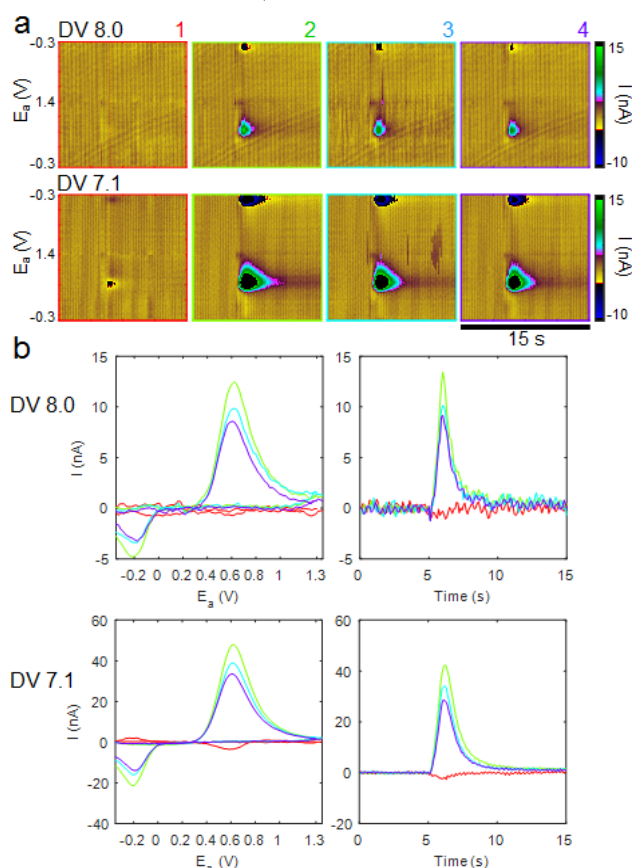 a DV 8.0 1 2 3 4
-0.3 15
Ea (V) 1.4 I (nA)
-0.3 -10
DV 7.1
-0.3 15
Ea (V) 1.4 I (nA)
-0.3 -10
15 s
b
DV 8.0
15 15
10 10
I (nA) 5 5
0 0
-5 -5
-0.2 0 0.2 0.4 0.6 0.8 1 1.3 0 5 10 15
Ea (V) Time (s)
DV 7.1
60 60
40 40
I (nA) 20 20
0 0
-20
-40 -20
-0.2 0 0.2 0.4 0.6 0.8 1 1.3 0 5 10 15
Ea (V) Time (s)